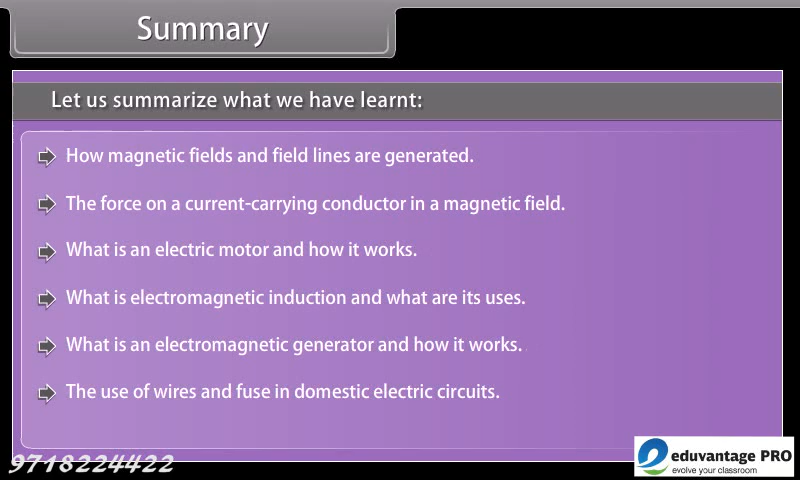 Summary
Let us summarize what we have learnt:
How magnetic fields and field lines are generated.
The force on a current-carrying conductor in a magnetic field.
What is an electric motor and how it works.
What is electromagnetic induction and what are its uses.
What is an electromagnetic generator and how it works.
The use of wires and fuse in domestic electric circuits.
9718224422
eduvantage PRO
evolve your classroom